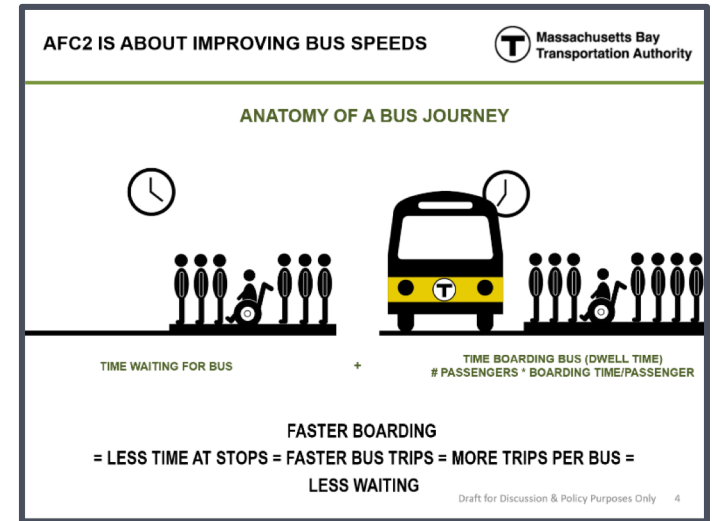 AFC2 IS ABOUT IMPROVING BUS SPEEDS
T
Massachusetts Bay
Transportation Authority
ANATOMY OF A BUS JOURNEY
T
TIME WAITING FOR BUS
+
TIME BOARDING BUS (DWELL TIME)
# PASSENGERS * BOARDING TIME/PASSENGER
FASTER BOARDING
= LESS TIME AT STOPS = FASTER BUS TRIPS = MORE TRIPS PER BUS =
LESS WAITING
Draft for Discussion & Policy Purposes Only 4